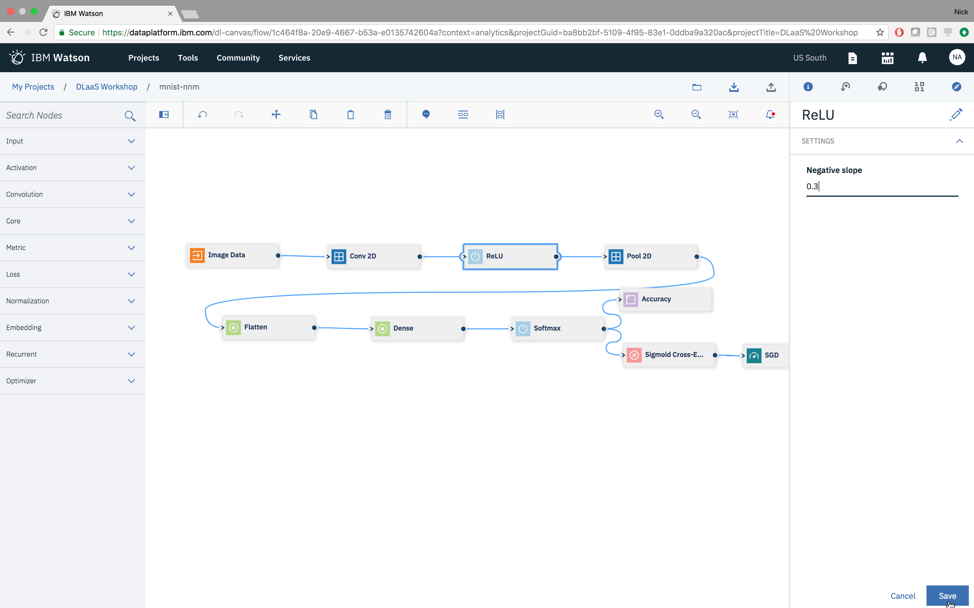 IBM Watson
Nick
Secure
https://dataplatform.ibm.com/dl-canvas/flow/1c464f8a-20e9-4667-b53a-e0135742604a?context=analytics&projectGuid=ba8bb2bf-5109-4f95-83e1-0ddba9a320ac&projectTitle=DLaaS%20Workshop
IBM Watson
Projects
Tools
Community
Services
US South
NA
My Projects / DLaaS Workshop / mnist-nnm
Search Nodes
Input
Activation
Convolution
Core
Metric
Loss
Normalization
Embedding
Recurrent
Optimizer
Image Data
Conv 2D
ReLU
Pool 2D
Accuracy
Flatten
Dense
Softmax
Sigmoid Cross-E...
SGD
ReLU
SETTINGS
Negative slope
0.3
Cancel
Save